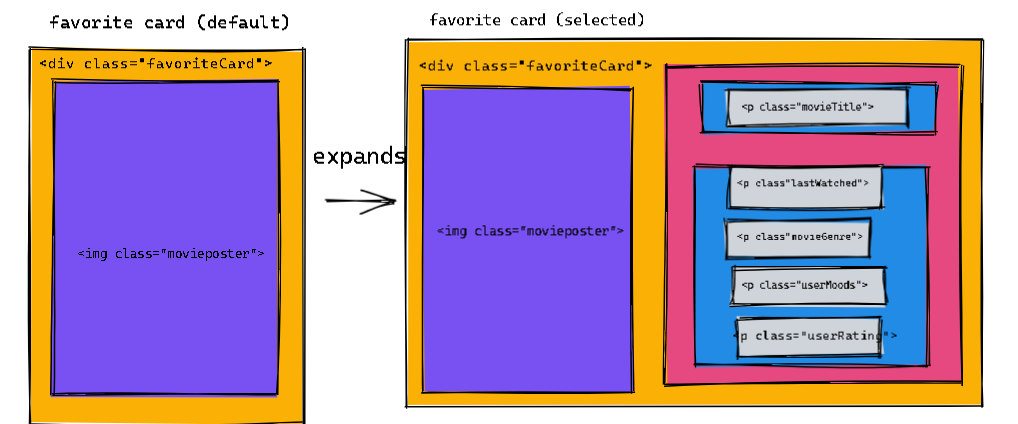 favorite card (default)
<div class="favoriteCard">
<img class="movieposter">
expands
favorite card (selected)
<div class="favoriteCard">
<img class="movieposter">
<p class="movieTitle">
<p class"lastWatched">
<p class="movieGenre">
<p class="userMoods">
<p class="userRating">